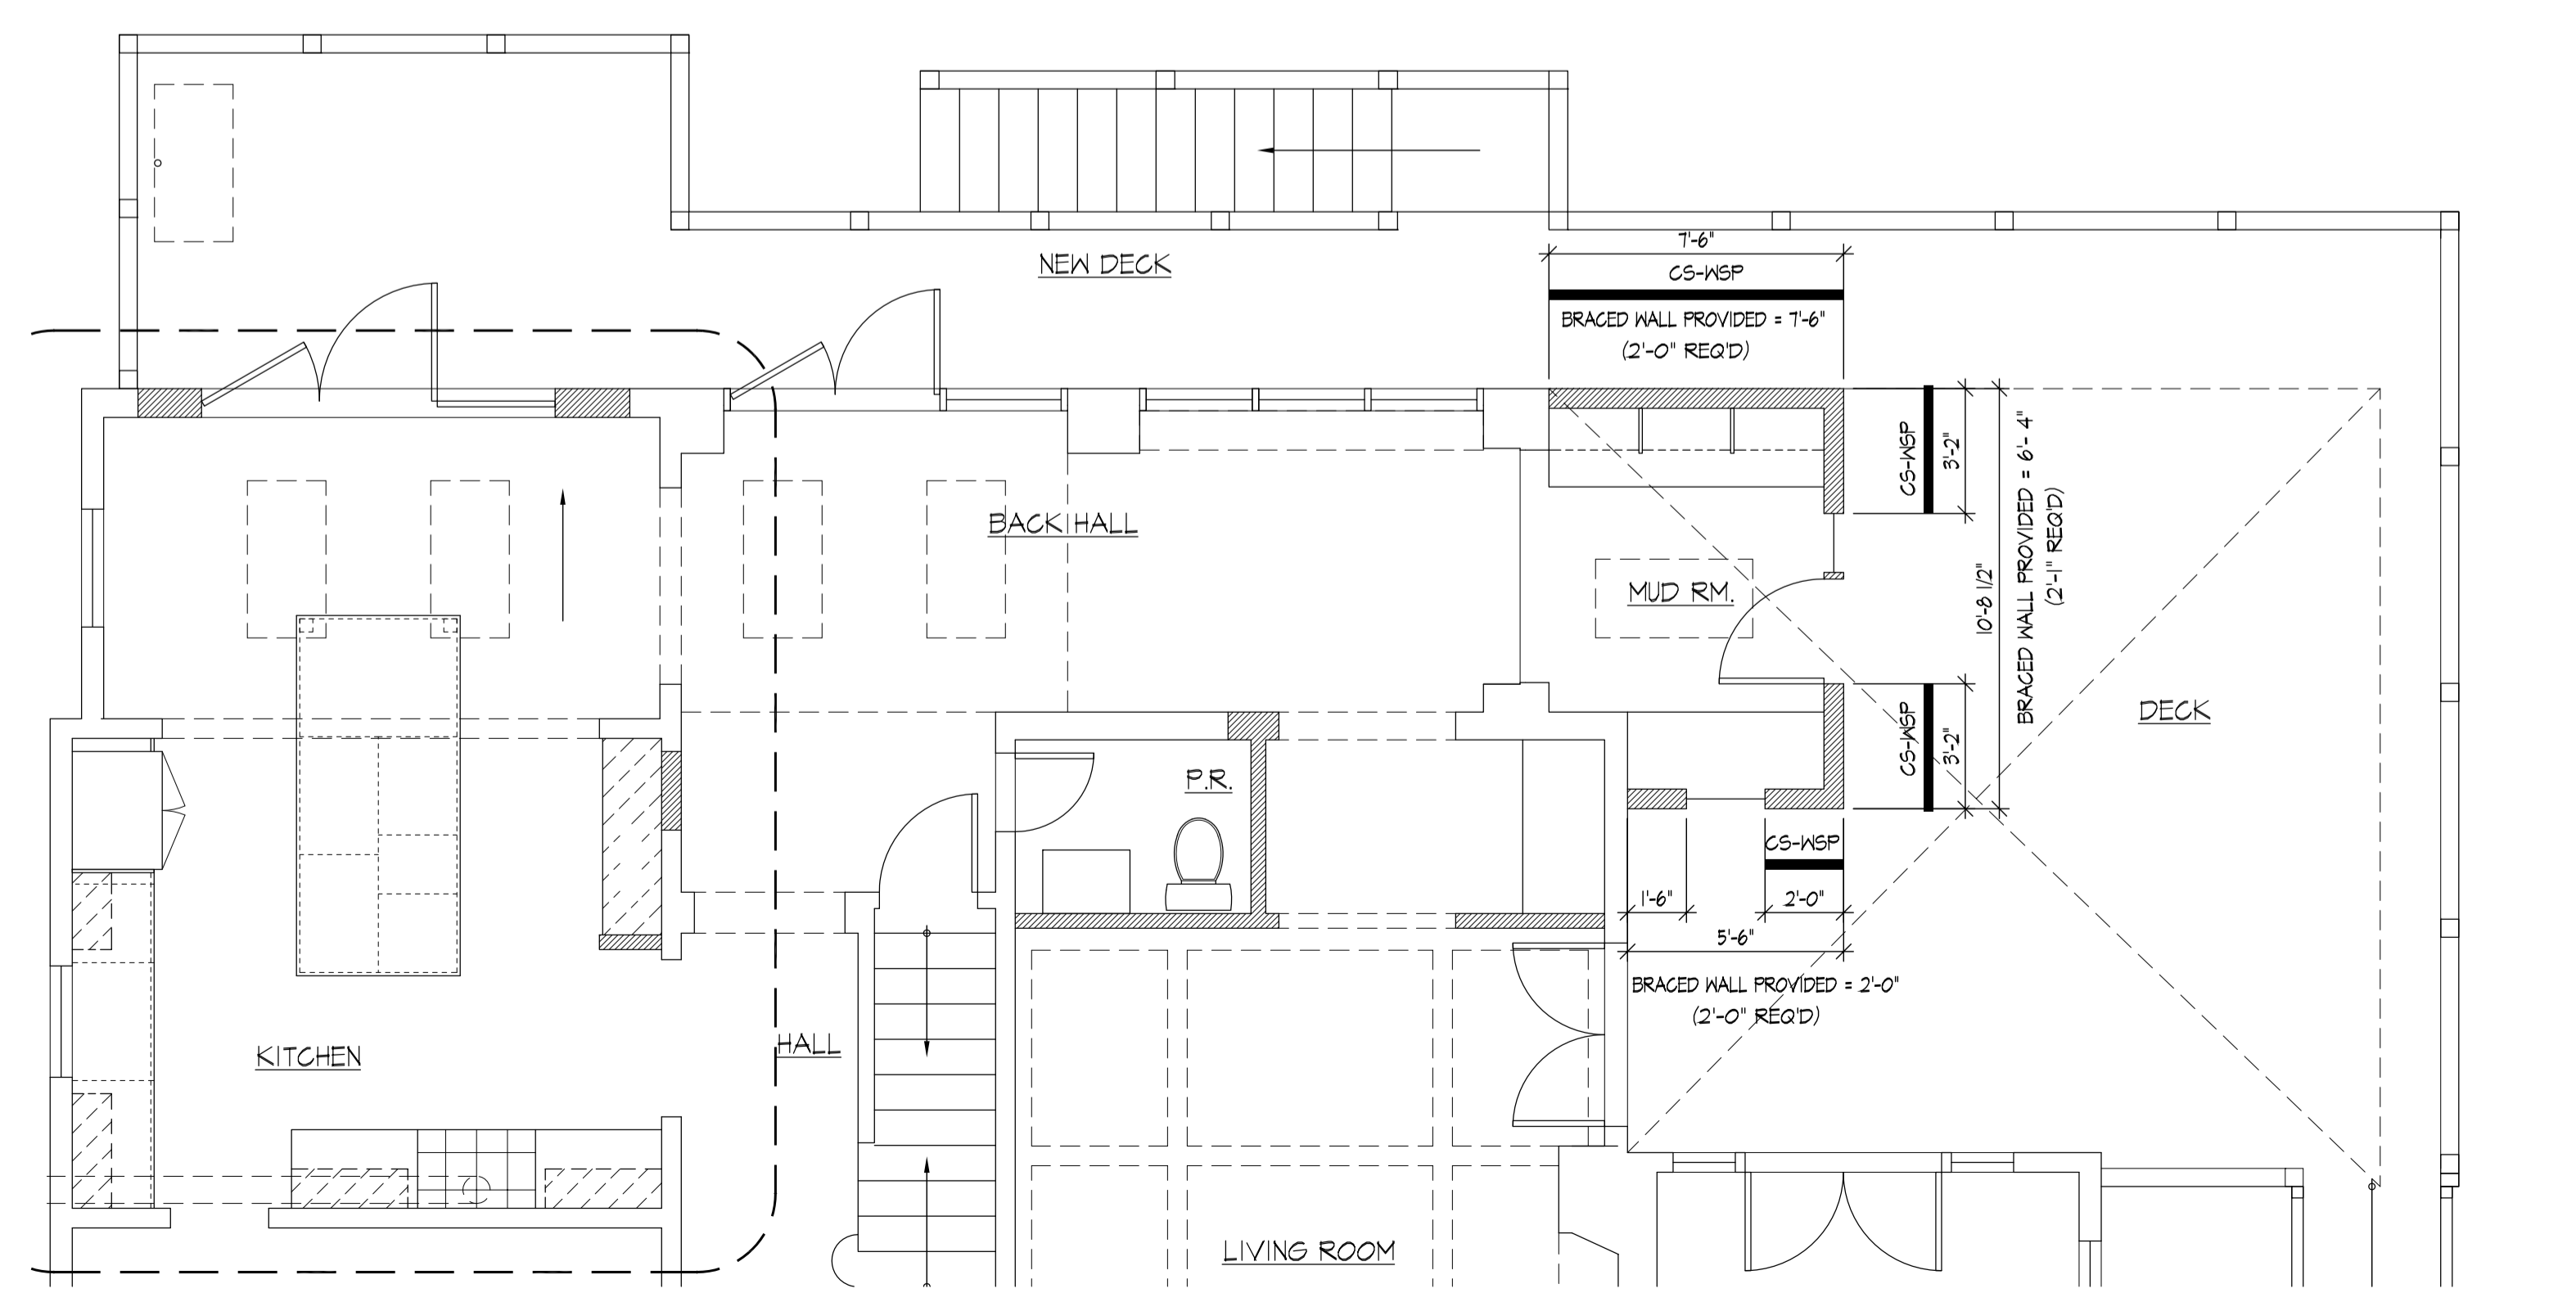 7'-6"
NEW DECK
CS-WSP
BRACED WALL PROVIDED = 7'-6"
(2'-0" REQ'D)
CS-WSP
3'-2"
BRACED WALL PROVIDED = 6'- 4"
(2'-1" REQ'D)
10'-8 1/2"
BACK HALL
MUD RM.
DECK
CS-WSP
3'-2"
P.R.
CS-WSP
1'-6"
2'-0"
5'-6"
BRACED WALL PROVIDED = 2'-0"
(2'-0" REQ'D)
KITCHEN
HALL
LIVING ROOM